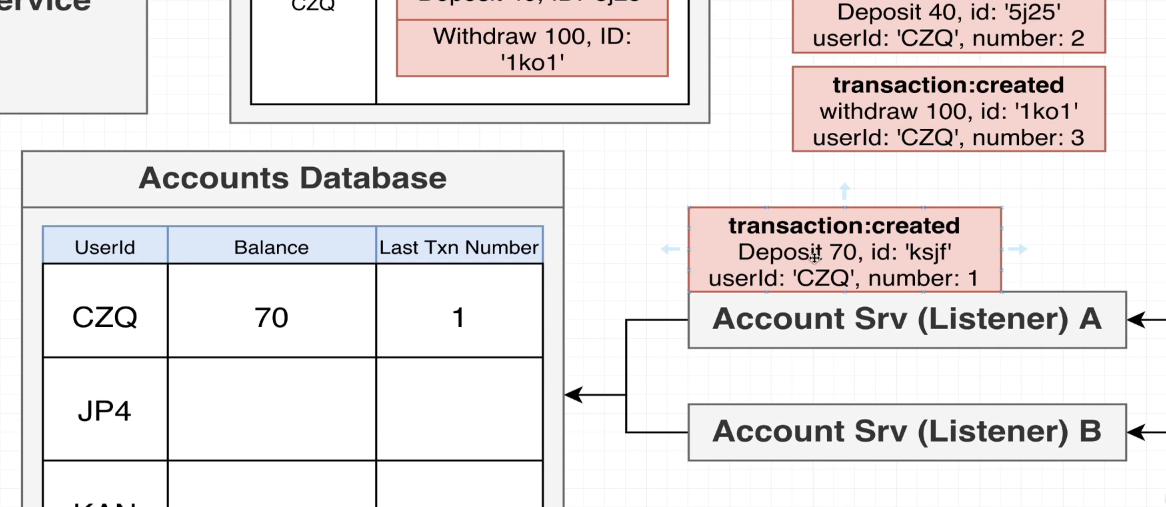 ervice
CZQ
Deposit 40, ID: '5j25'
Withdraw 100, ID:
'1ko1'
Deposit 40, id: '5j25'
userId: 'CZQ', number: 2
transaction:created
withdraw 100, id: '1ko1'
userId: 'CZQ', number: 3
Accounts Database
UserId Balance Last Txn Number
CZQ 70 1
JP4
KAN
transaction:created
Deposit 70, id: 'ksjf'
userId: 'CZQ', number: 1
Account Srv (Listener) A
Account Srv (Listener) B